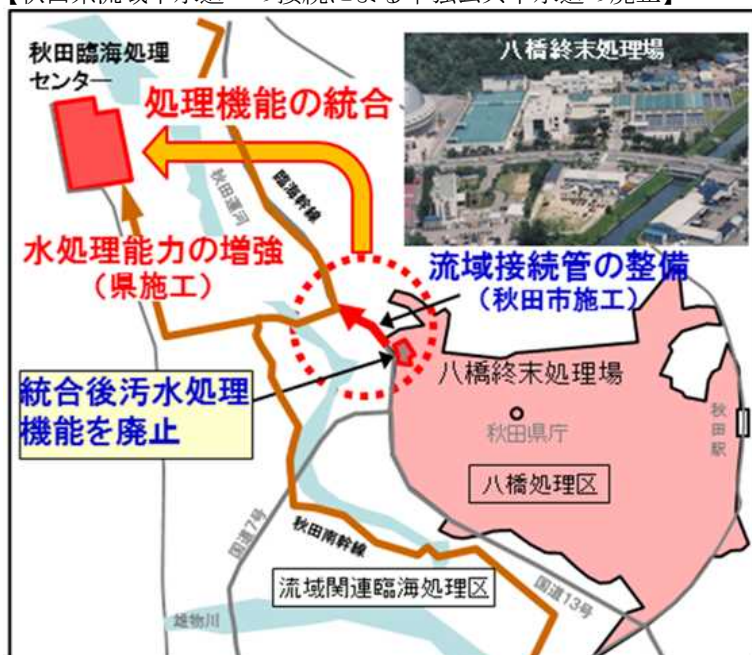 【秋田県流域下水道への接続による単独公共下水道の廃止】
秋田臨海処理
センター
八橋終末処理場
処理機能の統合
秋田運河
臨海幹線
水処理能力の増強
（県施工）
流域接続管の整備
（秋田市施工）
統合後汚水処理
機能を廃止
八橋終末処理場
秋田県庁
秋田駅
八橋処理区
国道7号
秋田南幹線
流域関連臨海処理区
国道13号
雄物川